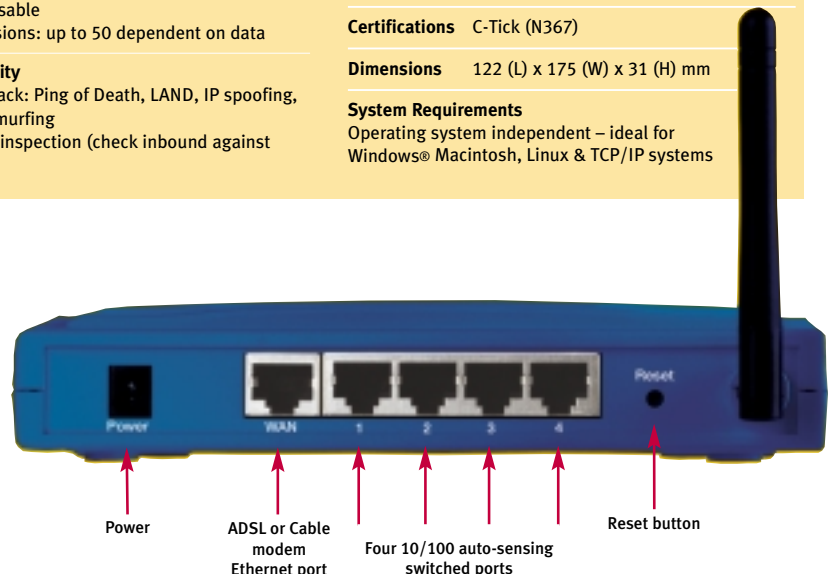 sable
sions: up to 50 dependent on data
ity
ack: Ping of Death, LAND, IP spoofing,
murfing
inspection (check inbound against
Certifications C-Tick (N367)
Dimensions 122 (L) x 175 (W) x 31 (H) mm
System Requirements
Operating system independent – ideal for
Windows® Macintosh, Linux & TCP/IP systems
Power
WAN
1
2
3
4
Reset
Power
ADSL or Cable
modem
Ethernet port
Four 10/100 auto-sensing
switched ports
Reset button